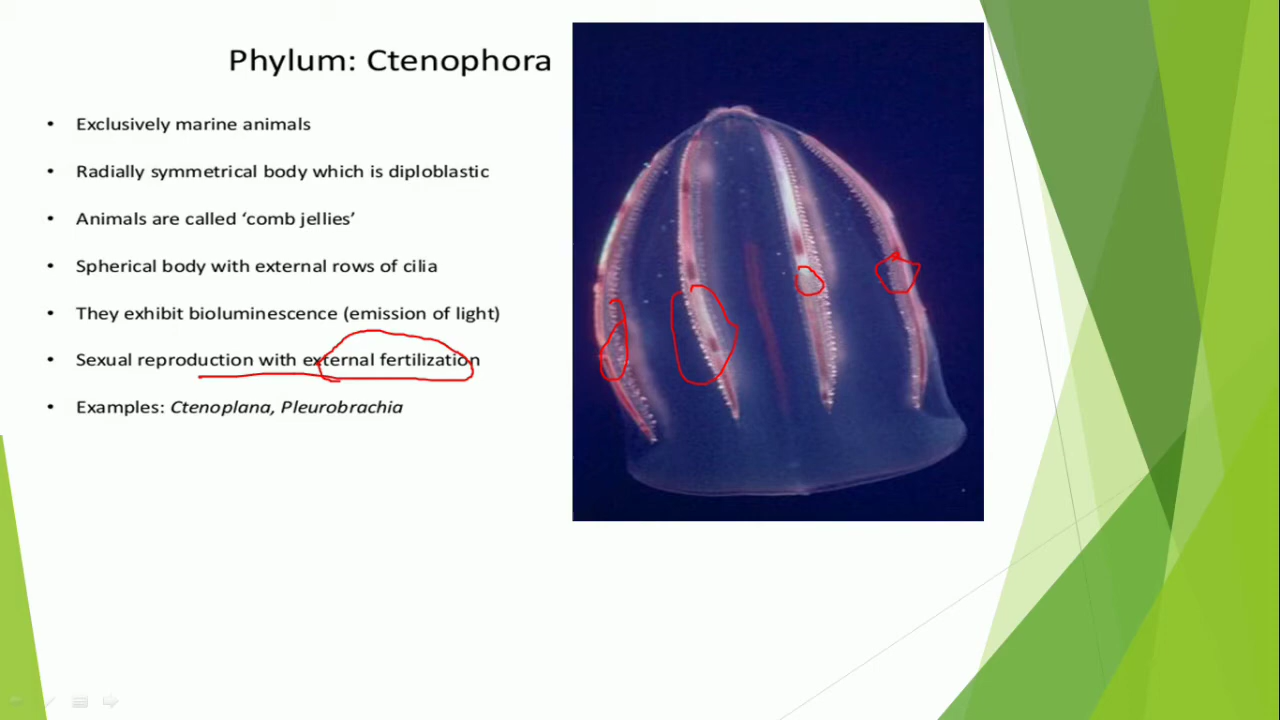 Phylum: Ctenophora
• Exclusively marine animals
• Radially symmetrical body which is diploblastic
• Animals are called ‘comb jellies’
• Spherical body with external rows of cilia
• They exhibit bioluminescence (emission of light)
• Sexual reproduction with external fertilization
• Examples: Ctenoplana, Pleurobrachia